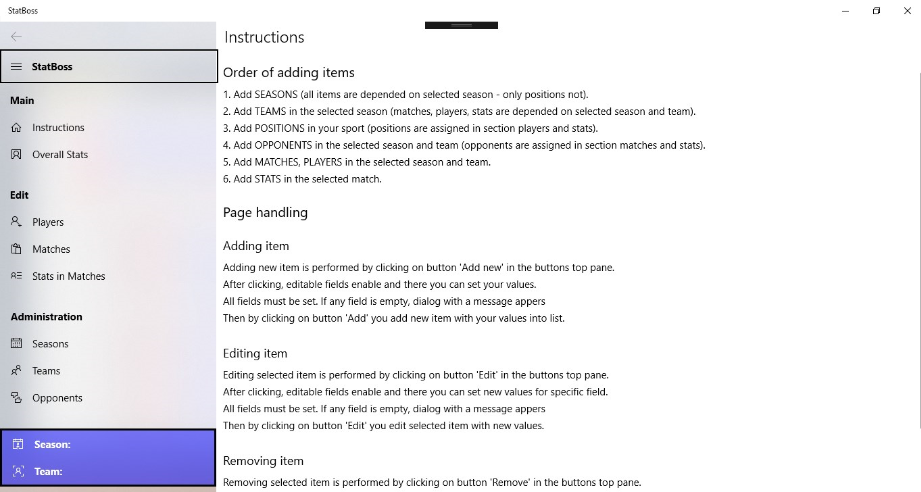 StatBoss
StatBoss
Main
Instructions
Overall Stats
Edit
Players
Matches
Stats in Matches
Administration
Seasons
Teams
Opponents
Season:
Team:
Instructions
Order of adding items
1. Add SEASONS (all items are depended on selected season - only positions not).
2. Add TEAMS in the selected season (matches, players, stats are depended on selected season and team).
3. Add POSITIONS in your sport (positions are assigned in section players and stats).
4. Add OPPONENTS in the selected season and team (opponents are assigned in section matches and stats).
5. Add MATCHES, PLAYERS in the selected season and team.
6. Add STATS in the selected match.
Page handling
Adding item
Adding new item is performed by clicking on button 'Add new' in the buttons top pane.
After clicking, editable fields enable and there you can set your values.
All fields must be set. If any field is empty, dialog with a message appers
Then by clicking on button 'Add' you add new item with your values into list.
Editing item
Editing selected item is performed by clicking on button 'Edit' in the buttons top pane.
After clicking, editable fields enable and there you can set new values for specific field.
All fields must be set. If any field is empty, dialog with a message appers
Then by clicking on button 'Edit' you edit selected item with new values.
Removing item
Removing selected item is performed by clicking on button 'Remove' in the buttons top pane.